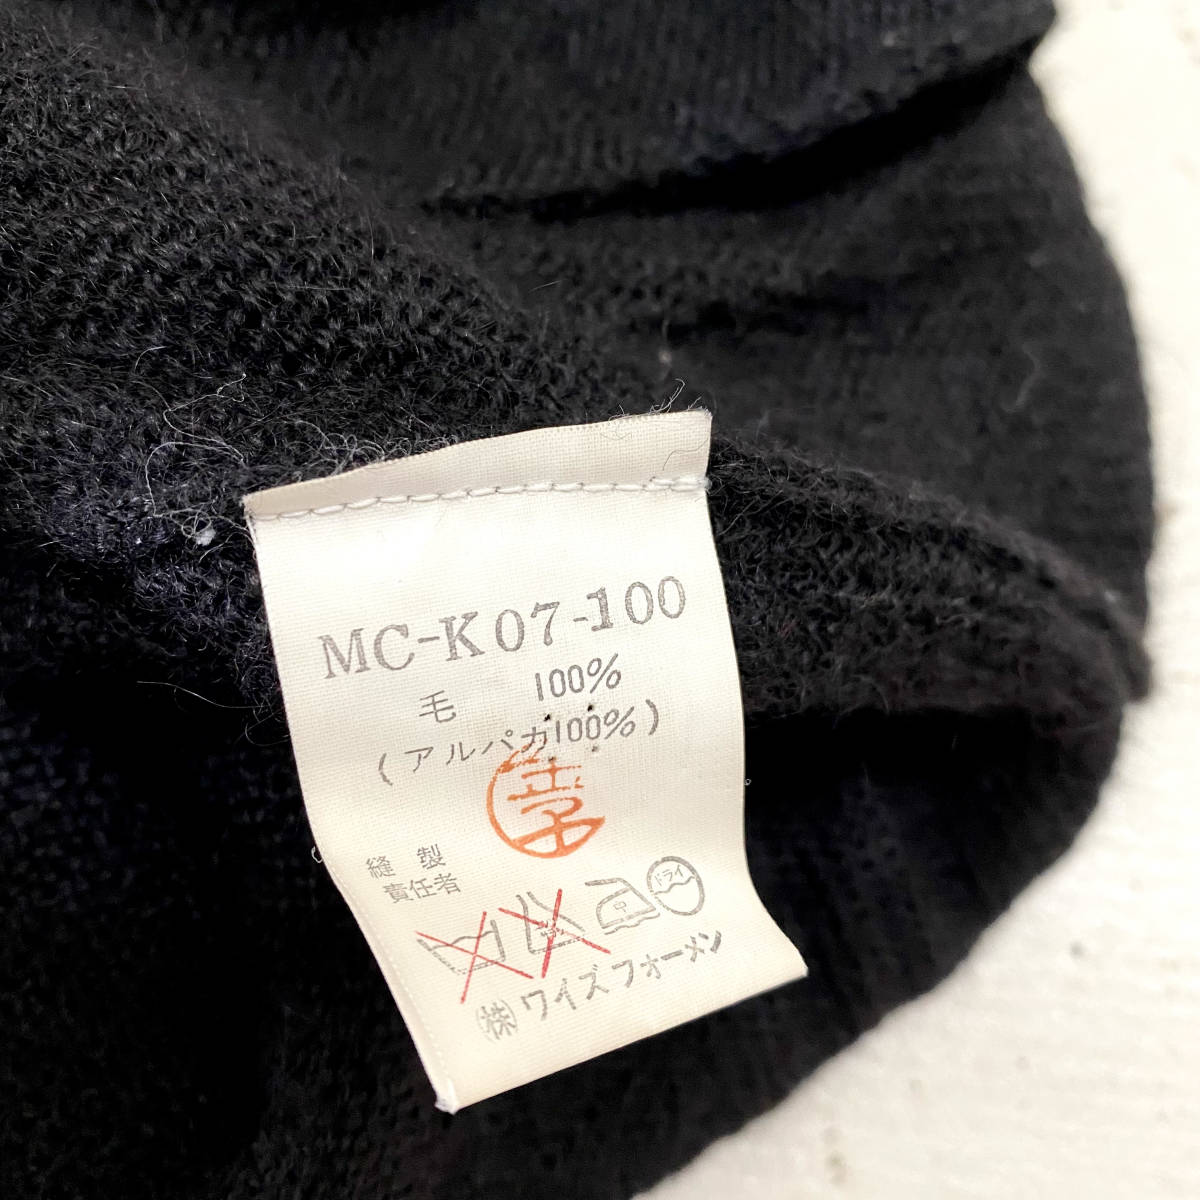 MC-K07-100
毛 100%
(アルパカ100%)
縫製
責任者
ドライ
中
(株)ワイズフォーメン